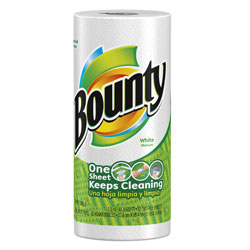 Bounty
White
One
Sheet
Keeps Cleaning
Una hoja limpia y limpia